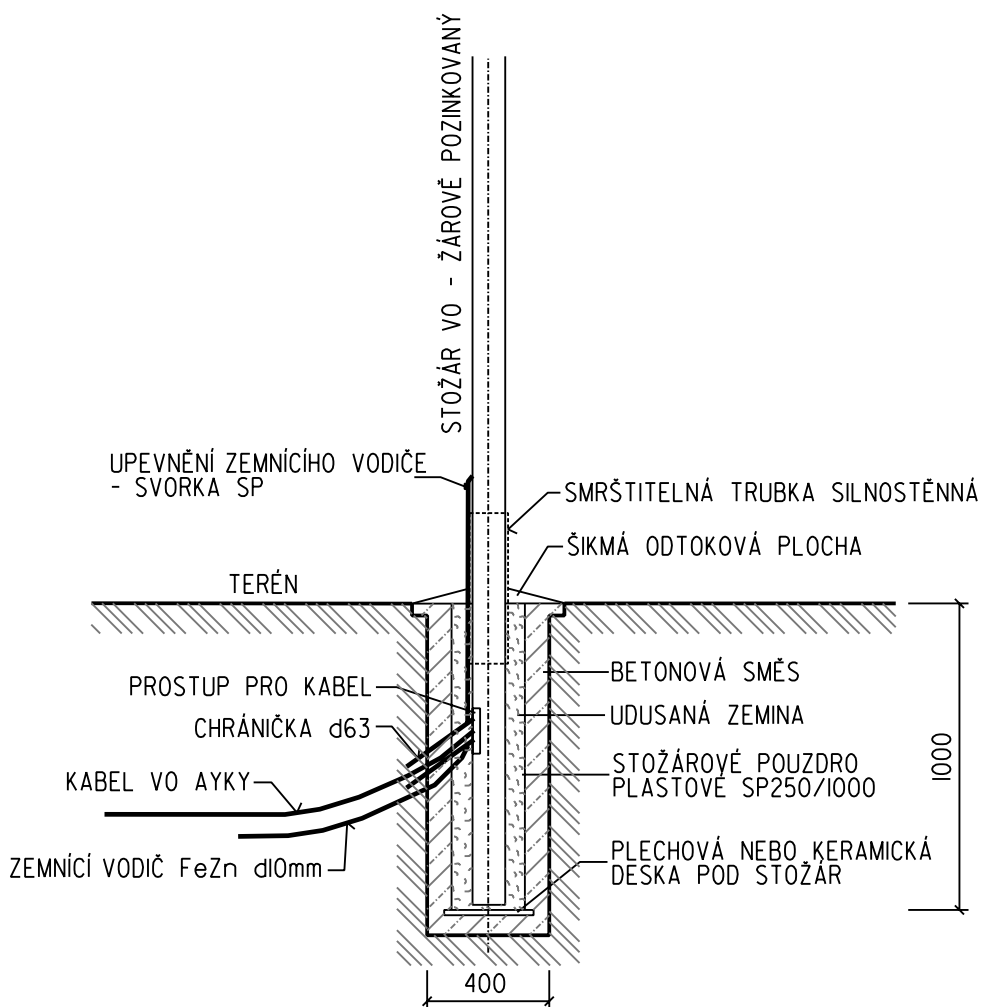 STOŽÁR VO - ŽÁROVĚ POZINKOVANÝ
UPEVNĚNÍ ZEMNÍCÍHO VODIČE
- SVORKA SP
SMRŠTITELNÁ TRUBKA SILNOSTĚNNÁ
ŠIKMÁ ODTOKOVÁ PLOCHA
TERÉN
PROSTUP PRO KABEL
CHRÁNIČKA d63
KABEL VO AYKY
ZEMNÍCÍ VODIČ FeZn d10mm
BETONOVÁ SMĚS
UDUSANÁ ZEMINA
STOŽÁROVÉ POUZDRO
PLASTOVÉ SP250/1000
PLECHOVÁ NEBO KERAMICKÁ
DESKA POD STOŽÁR
1000
400